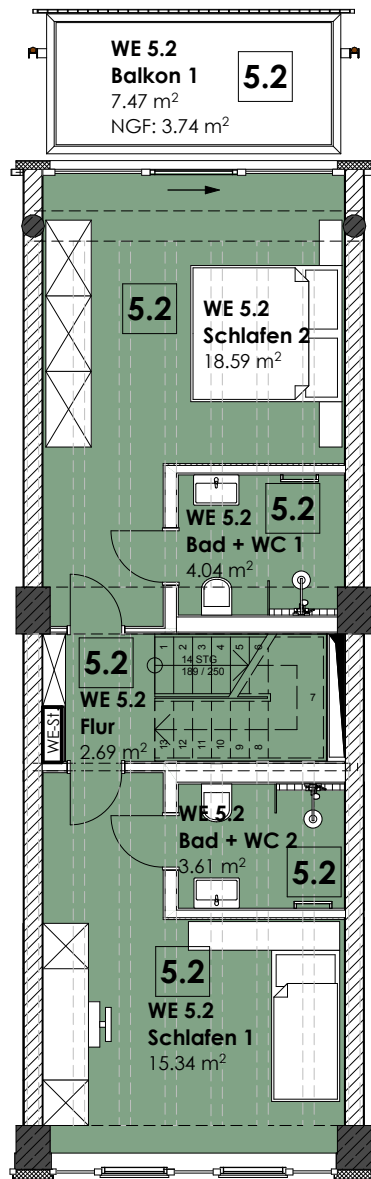 WE 5.2
Balkon 1
7.47 m²
NGF: 3.74 m²
5.2
5.2
WE 5.2
Schlafen 2
18.59 m²
5.2
WE 5.2
Bad + WC 1
4.04 m²
5.2
WE 5.2
Flur
2.69 m²
WE-St
1 2 3 4 5 6
14 STG
189 / 250
7
13 12 11 10 9 8
WE 5.2
Bad + WC 2
3.61 m²
5.2
5.2
WE 5.2
Schlafen 1
15.34 m²